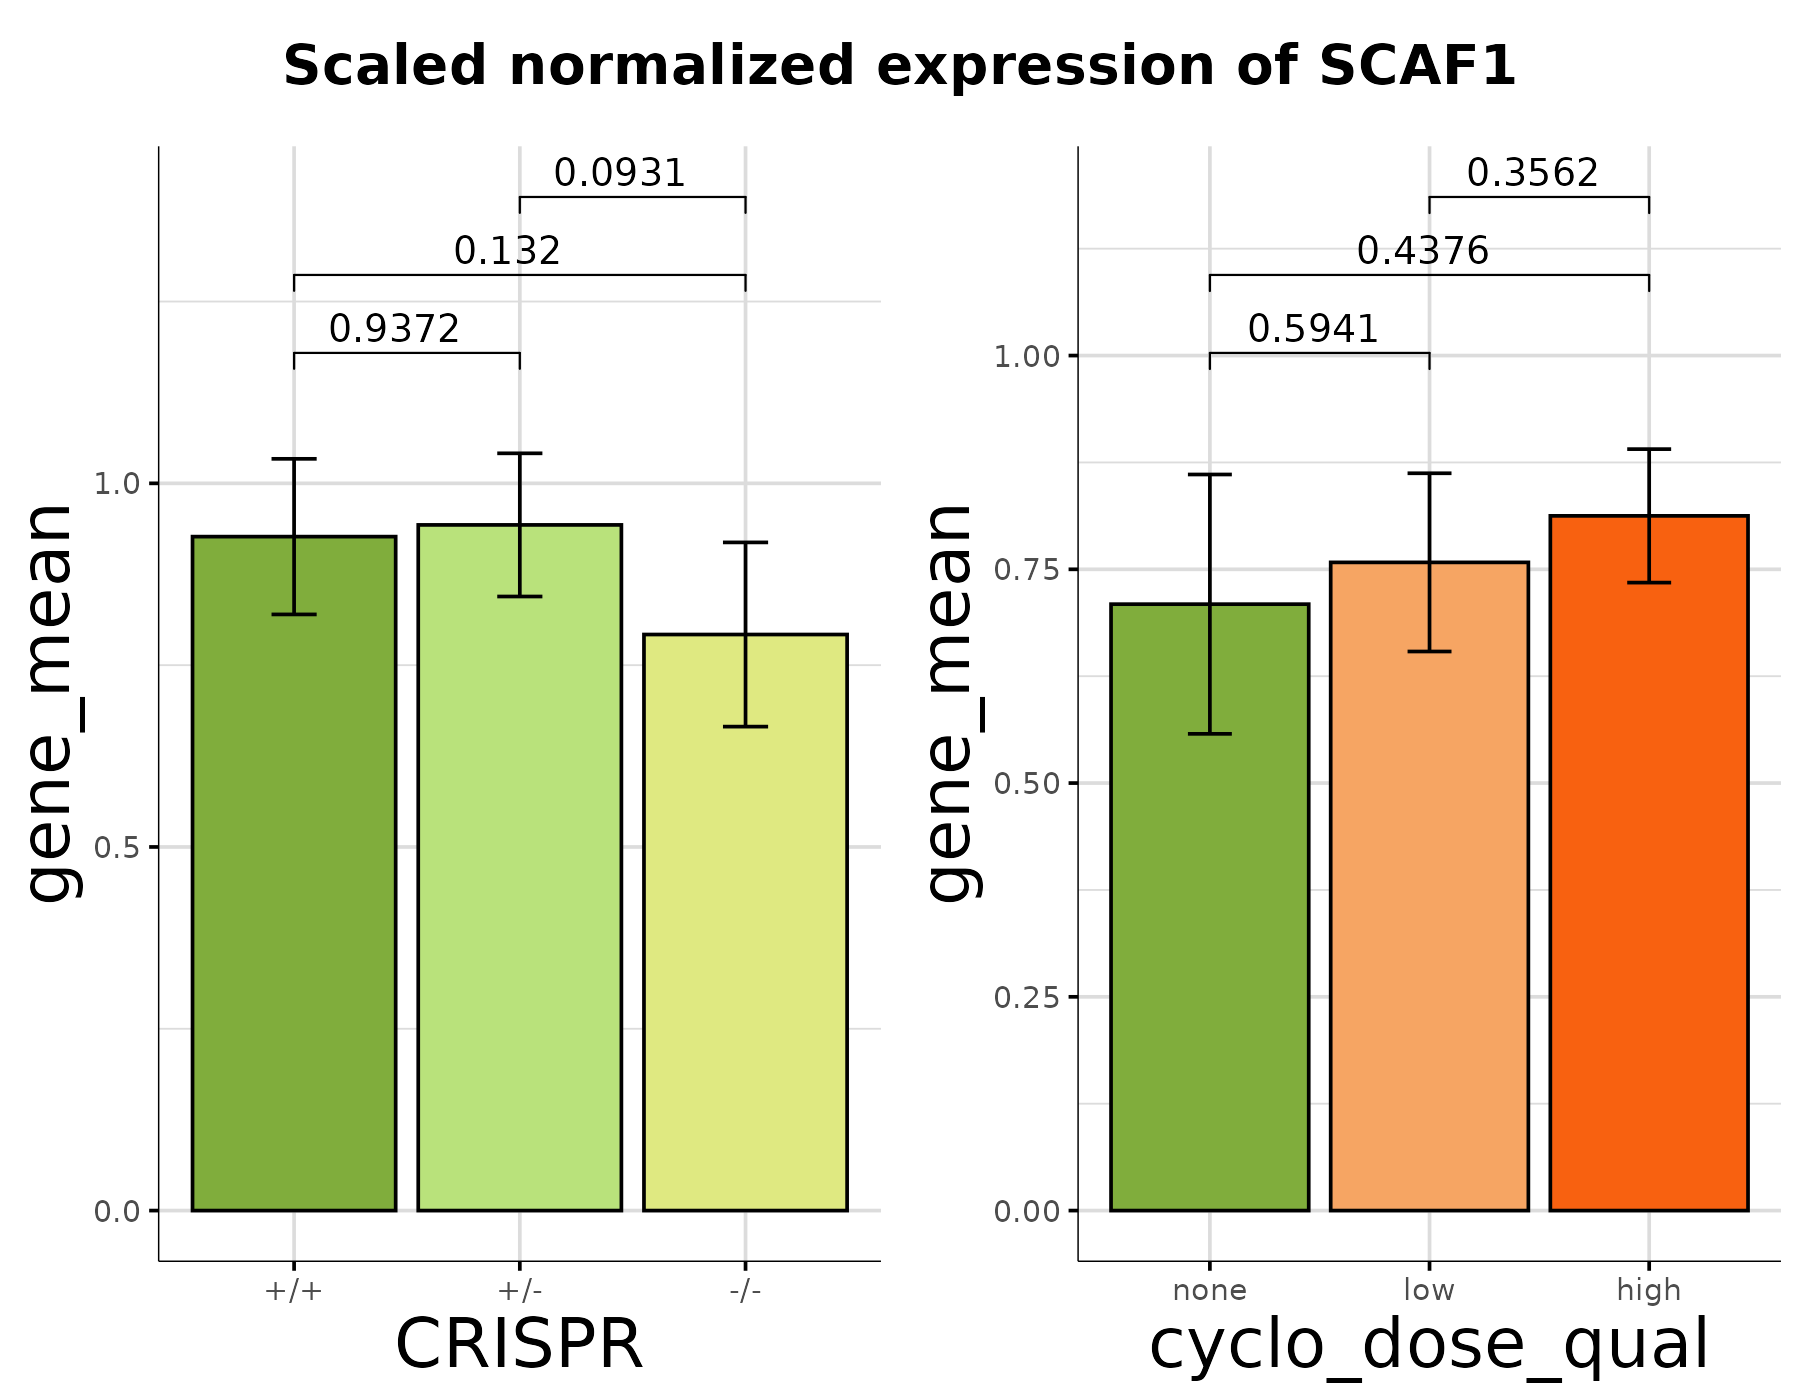 Scaled normalized expression of SCAF1
gene_mean
0.0931
0.132
0.9372
1.0
0.5
0.0
+/+ +/- -/-
CRISPR
gene_mean
0.3562
0.4376
0.5941
1.00
0.75
0.50
0.25
0.00
none low high
cyclo_dose_qual